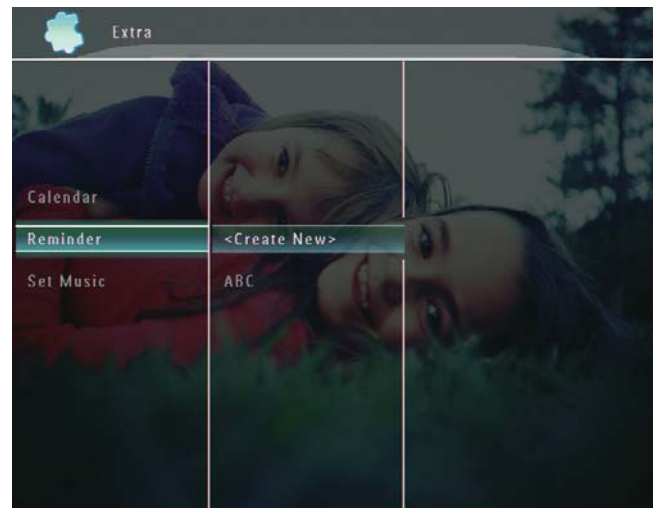 Extra
Calendar
Reminder
<Create New>
Set Music
ABC